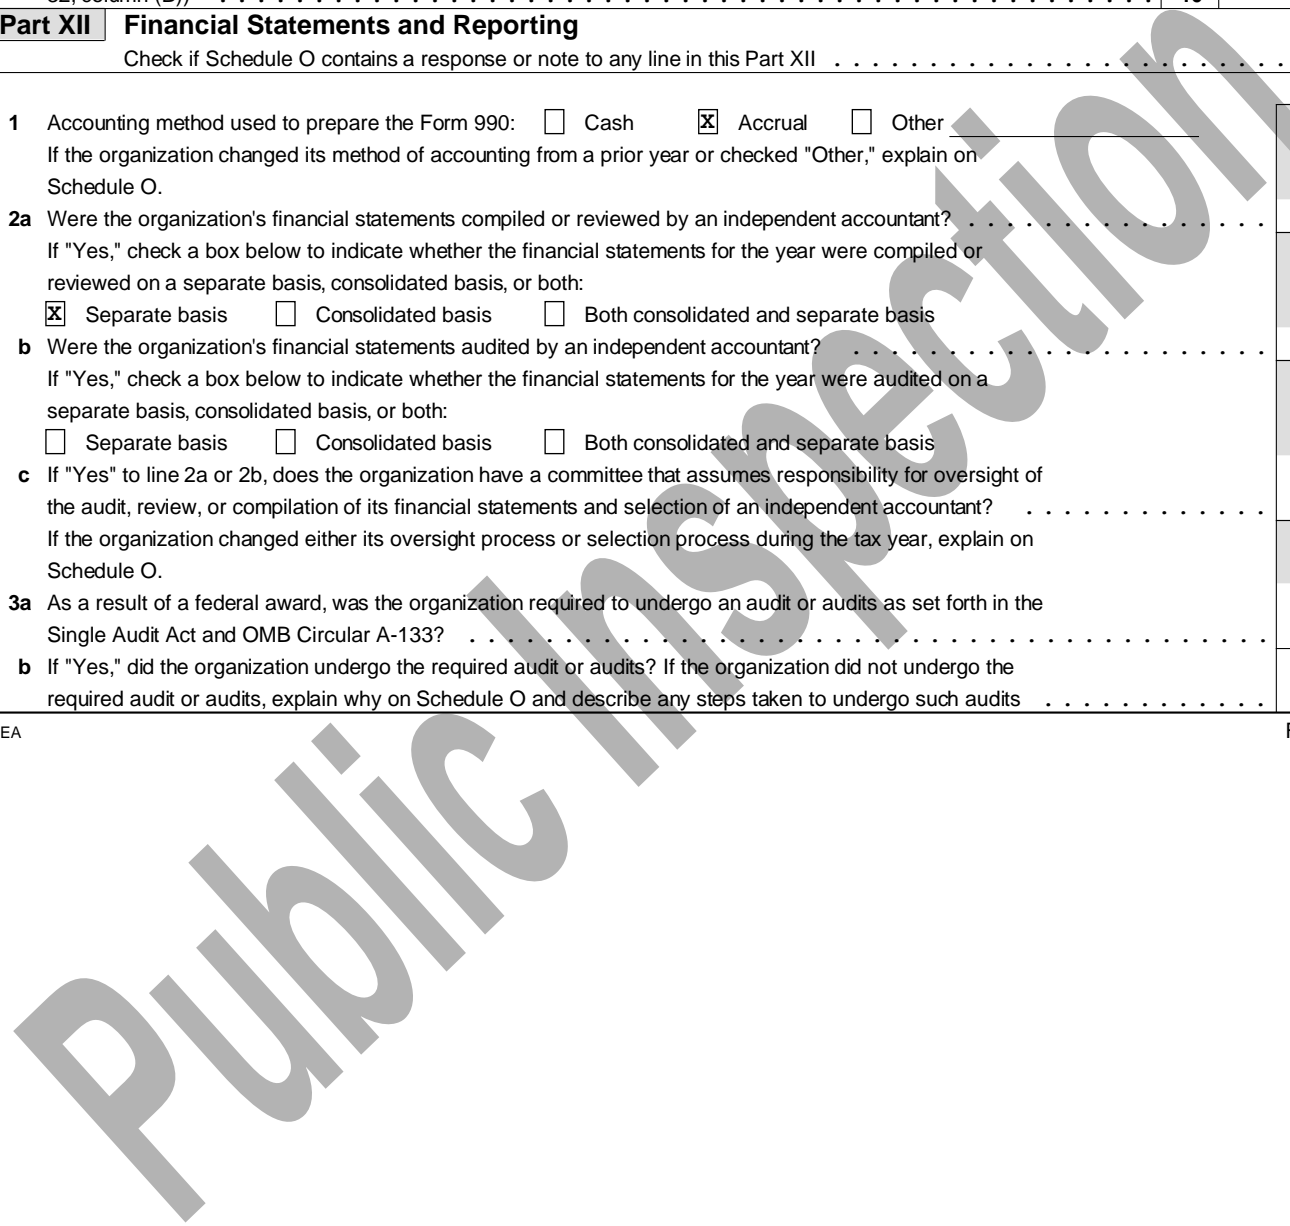 Part XII Financial Statements and Reporting
Check if Schedule O contains a response or note to any line in this Part XII . . . . . . . . . . . . . . . . . . . . . . . .
1 Accounting method used to prepare the Form 990: Cash X Accrual Other
If the organization changed its method of accounting from a prior year or checked "Other," explain on
Schedule O.
2a Were the organization's financial statements compiled or reviewed by an independent accountant? . . . . . . . . . . . . . . . .
If "Yes," check a box below to indicate whether the financial statements for the year were compiled or
reviewed on a separate basis, consolidated basis, or both:
X Separate basis Consolidated basis Both consolidated and separate basis
b Were the organization's financial statements audited by an independent accountant? . . . . . . . . . . . . . . . . . . . . . .
If "Yes," check a box below to indicate whether the financial statements for the year were audited on a
separate basis, consolidated basis, or both:
Separate basis Consolidated basis Both consolidated and separate basis
c If "Yes" to line 2a or 2b, does the organization have a committee that assumes responsibility for oversight of
the audit, review, or compilation of its financial statements and selection of an independent accountant? . . . . . . . . . . . . .
If the organization changed either its oversight process or selection process during the tax year, explain on
Schedule O.
3a As a result of a federal award, was the organization required to undergo an audit or audits as set forth in the
Single Audit Act and OMB Circular A-133? . . . . . . . . . . . . . . . . . . . . . . . . . . . . . . . . . . . . . . . . . .
b If "Yes," did the organization undergo the required audit or audits? If the organization did not undergo the
required audit or audits, explain why on Schedule O and describe any steps taken to undergo such audits . . . . . . . . . . . .
EA
Public Inspection